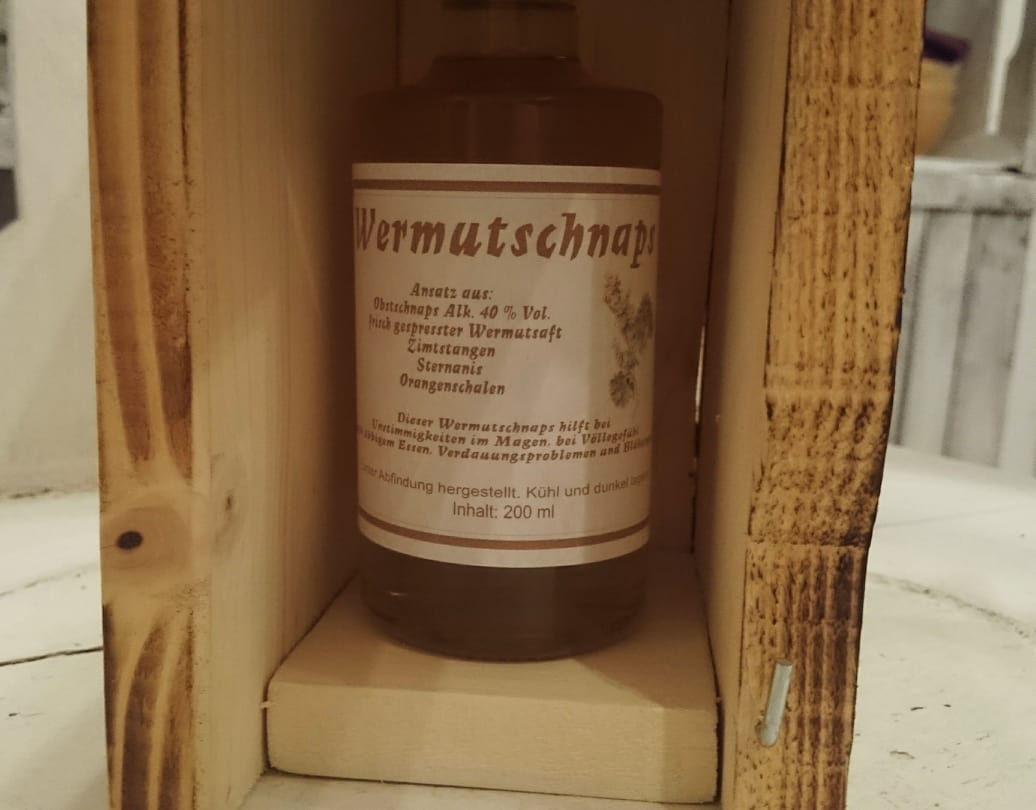 Wermutschnaps
Ansatz aus:
Obstschnaps Alk. 40 % Vol.
frisch gespresster Wermutsaft
Zimtstangen
Sternanis
Orangenschalen
Dieser Wermutschnaps hilft bei
Unstimmigkeiten im Magen, bei Völlegefühl
Essen, Verdauungsproblemen und
Abfindung hergestellt. Kühl und dunkel
Inhalt: 200 ml